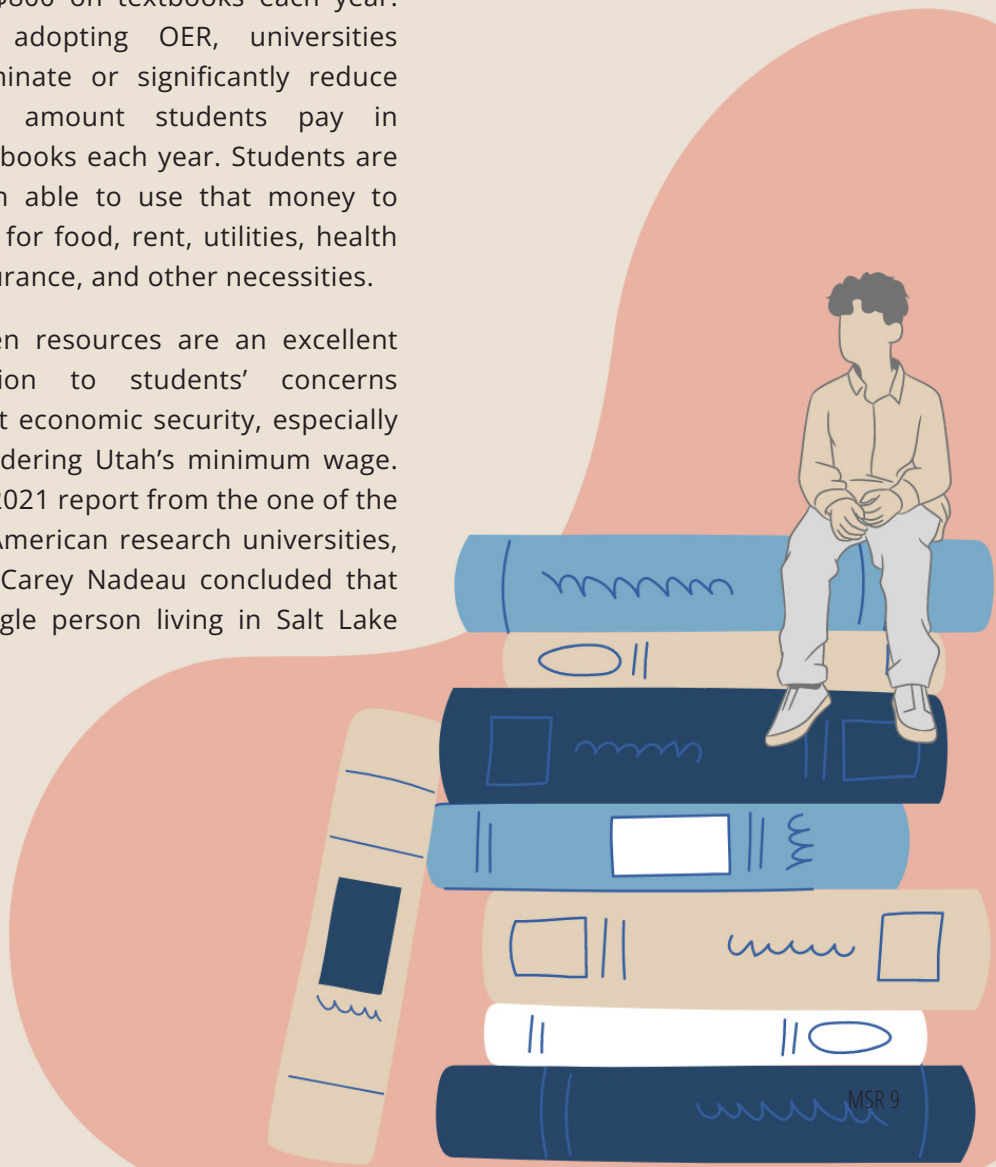 $800 on textbooks each year.
adopting OER, universities
minate or significantly reduce
amount students pay in
books each year. Students are
n able to use that money to
for food, rent, utilities, health
urance, and other necessities.
en resources are an excellent
tion to students’ concerns
t economic security, especially
dering Utah’s minimum wage.
2021 report from the one of the
American research universities,
Carey Nadeau concluded that
gle person living in Salt Lake
MSR 9